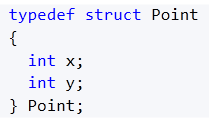 typedef struct Point
{
  int x;
  int y;
} Point;